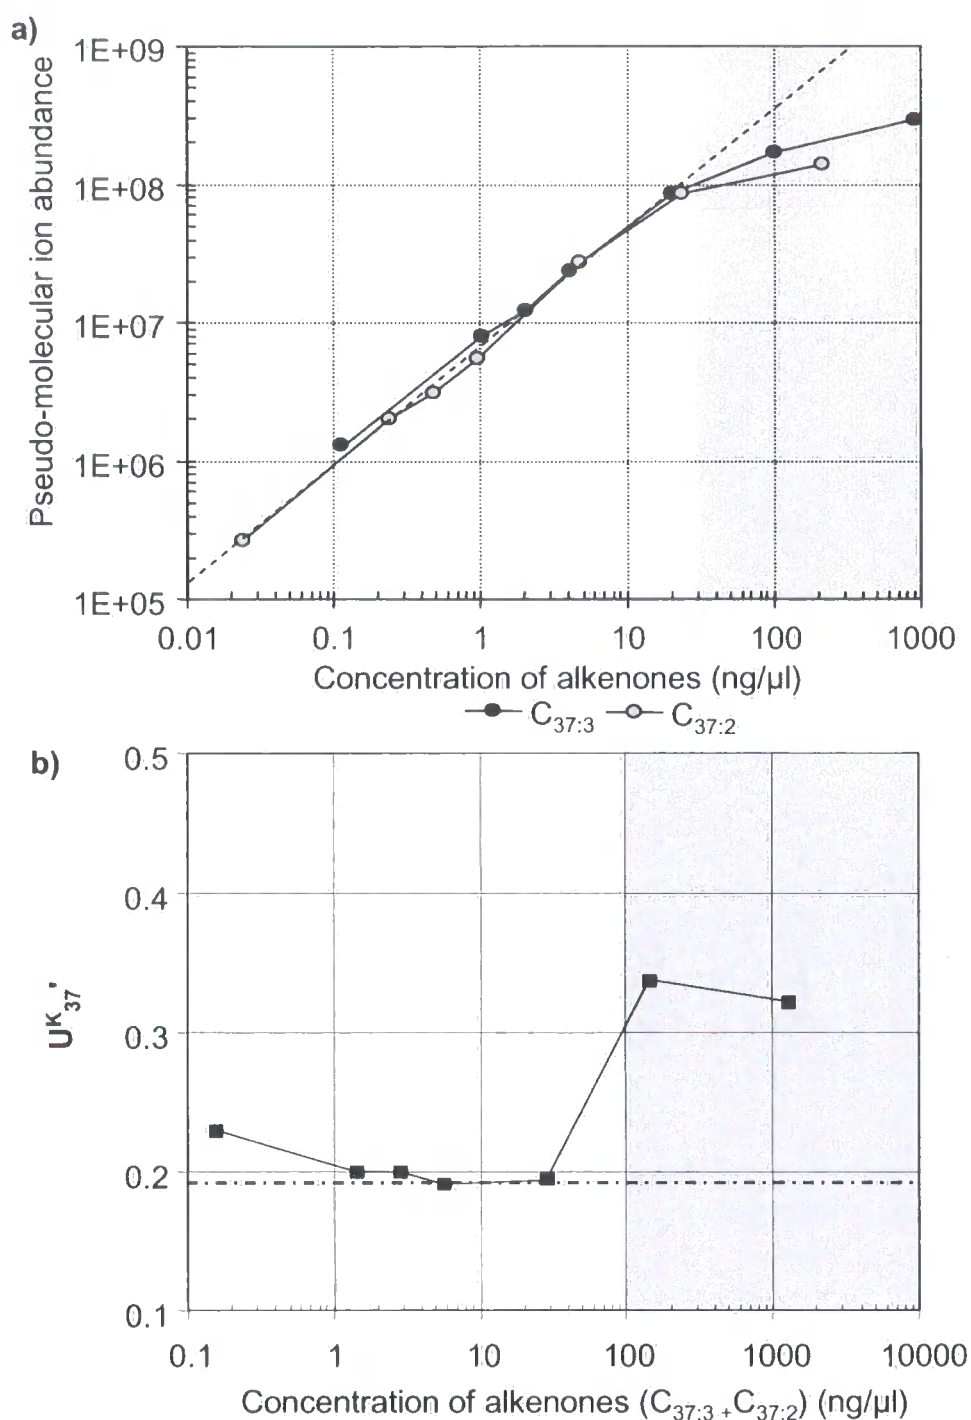 a)
Pseudo-molecular ion abundance
1E+09
1E+08
1E+07
1E+06
1E+05
0.01 0.1 1 10 100 1000
Concentration of alkenones (ng/µl)
C37:3 C37:2
b)
U^K_37'
0.5
0.4
0.3
0.2
0.1
0.1 1 10 100 1000 10000
Concentration of alkenones (C37:3 +C37:2) (ng/µl)